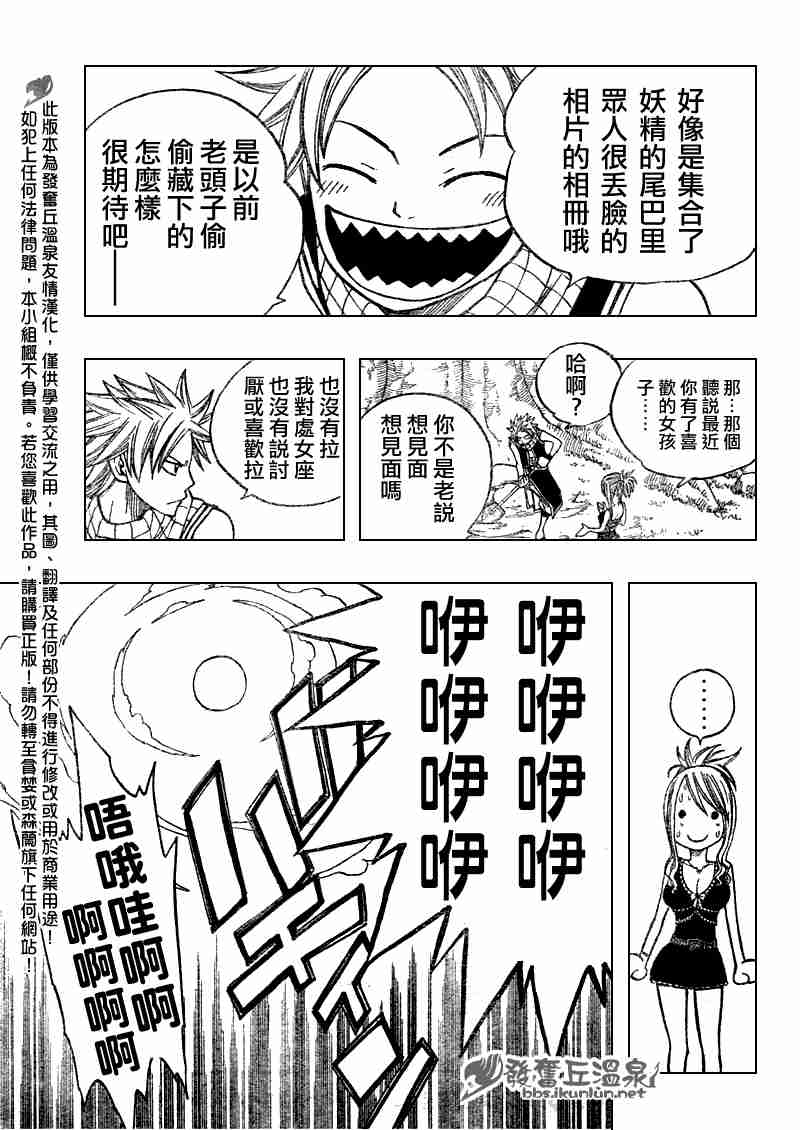 好像是集合了
妖精的尾巴里
眾人很丟臉的
相片的相冊哦
是以前
老頭子偷
偷藏下的
怎麼樣
很期待吧——
那…那個
聽說最近
你有了喜
歡的女孩
子……
哈啊？
你不是老說
想見面
想見面嗎
也沒有拉
我對處女座
也沒有說討
厭或喜歡拉
……
咿咿咿咿
咿咿咿咿
バキィン
唔哦哇啊啊
啊啊啊啊
此版本為發奮丘溫泉友情漢化，僅供學習交流之用，其圖、翻譯及任何部份不得進行修改或用於商業用途！
如犯上任何法律問題，本小組概不負責。若您喜歡此作品，請購買正版！請勿轉至貪婪或森蘭旗下任何網站！
發奮丘溫泉
bbs.ikunlun.net